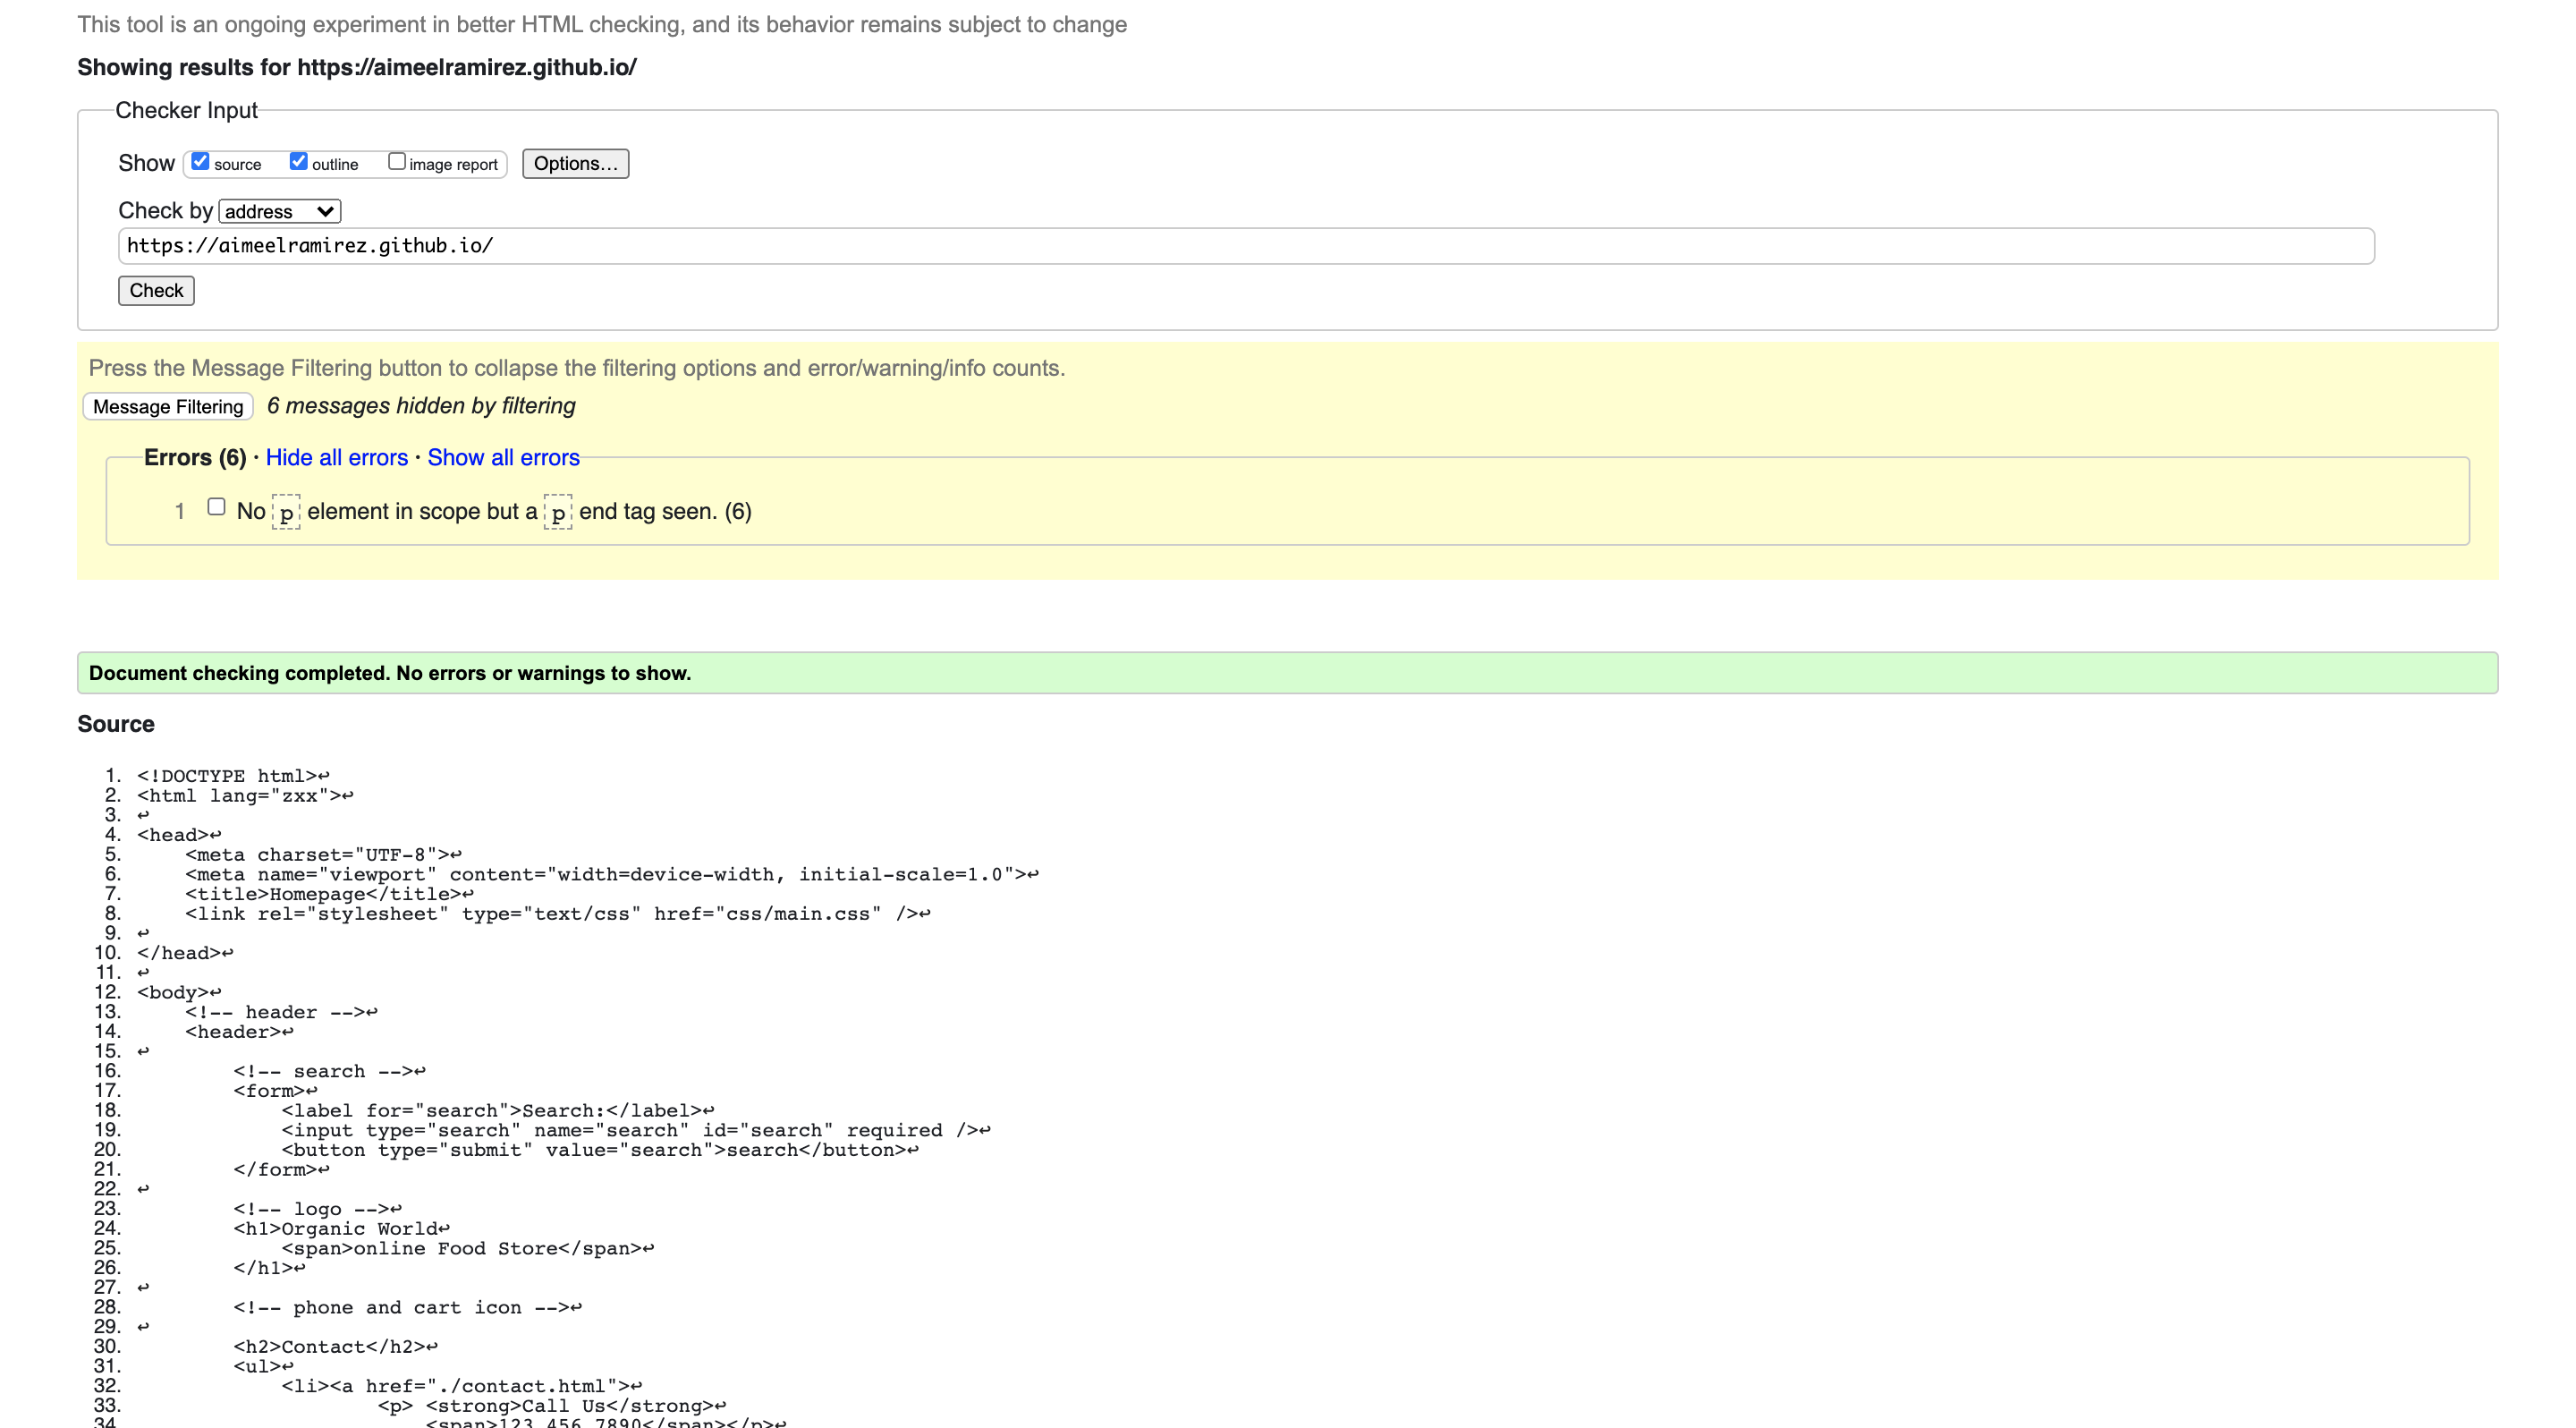 This tool is an ongoing experiment in better HTML checking, and its behavior remains subject to change
Showing results for https://aimeelramirez.github.io/
Checker Input
Show source outline image report Options...
Check by address
https://aimeelramirez.github.io/
Check
Press the Message Filtering button to collapse the filtering options and error/warning/info counts.
Message Filtering 6 messages hidden by filtering
Errors (6) · Hide all errors · Show all errors
1 No p element in scope but a p end tag seen. (6)
Document checking completed. No errors or warnings to show.
Source
1. <!DOCTYPE html>↩
2. <html lang="zxx">↩
3. ↩
4. <head>↩
5.     <meta charset="UTF-8">↩
6.     <meta name="viewport" content="width=device-width, initial-scale=1.0">↩
7.     <title>Homepage</title>↩
8.     <link rel="stylesheet" type="text/css" href="css/main.css" />↩
9. ↩
10. </head>↩
11. ↩
12. <body>↩
13.     <!-- header -->↩
14.     <header>↩
15. ↩
16.         <!-- search -->↩
17.         <form>↩
18.             <label for="search">Search:</label>↩
19.             <input type="search" name="search" id="search" required />↩
20.             <button type="submit" value="search">search</button>↩
21.         </form>↩
22. ↩
23.         <!-- logo -->↩
24.         <h1>Organic World↩
25.             <span>online Food Store</span>↩
26.         </h1>↩
27. ↩
28.         <!-- phone and cart icon -->↩
29. ↩
30.         <h2>Contact</h2>↩
31.         <ul>↩
32.             <li><a href="./contact.html">↩
33.                     <p> <strong>Call Us</strong>↩
34.                         <span>123 456 7890</span></p>↩